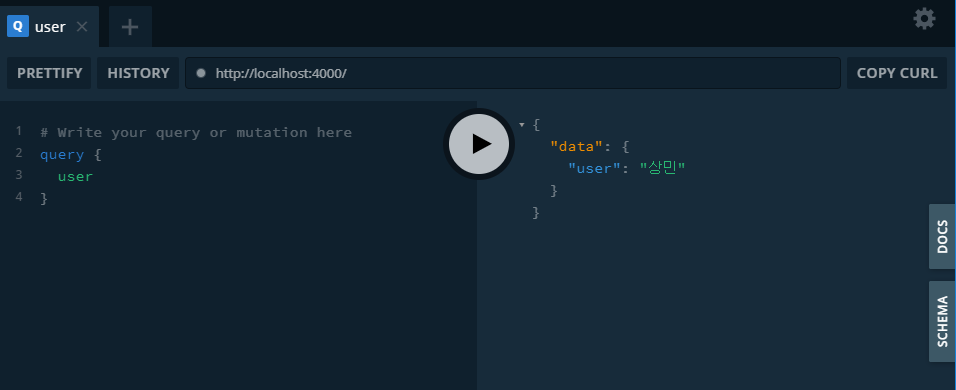 Q user ×
+
PRETTIFY HISTORY http://localhost:4000/ COPY CURL
1 # Write your query or mutation here
2 query {
3   user
4 }
{
  "data": {
    "user": "상민"
  }
}
DOCS
SCHEMA